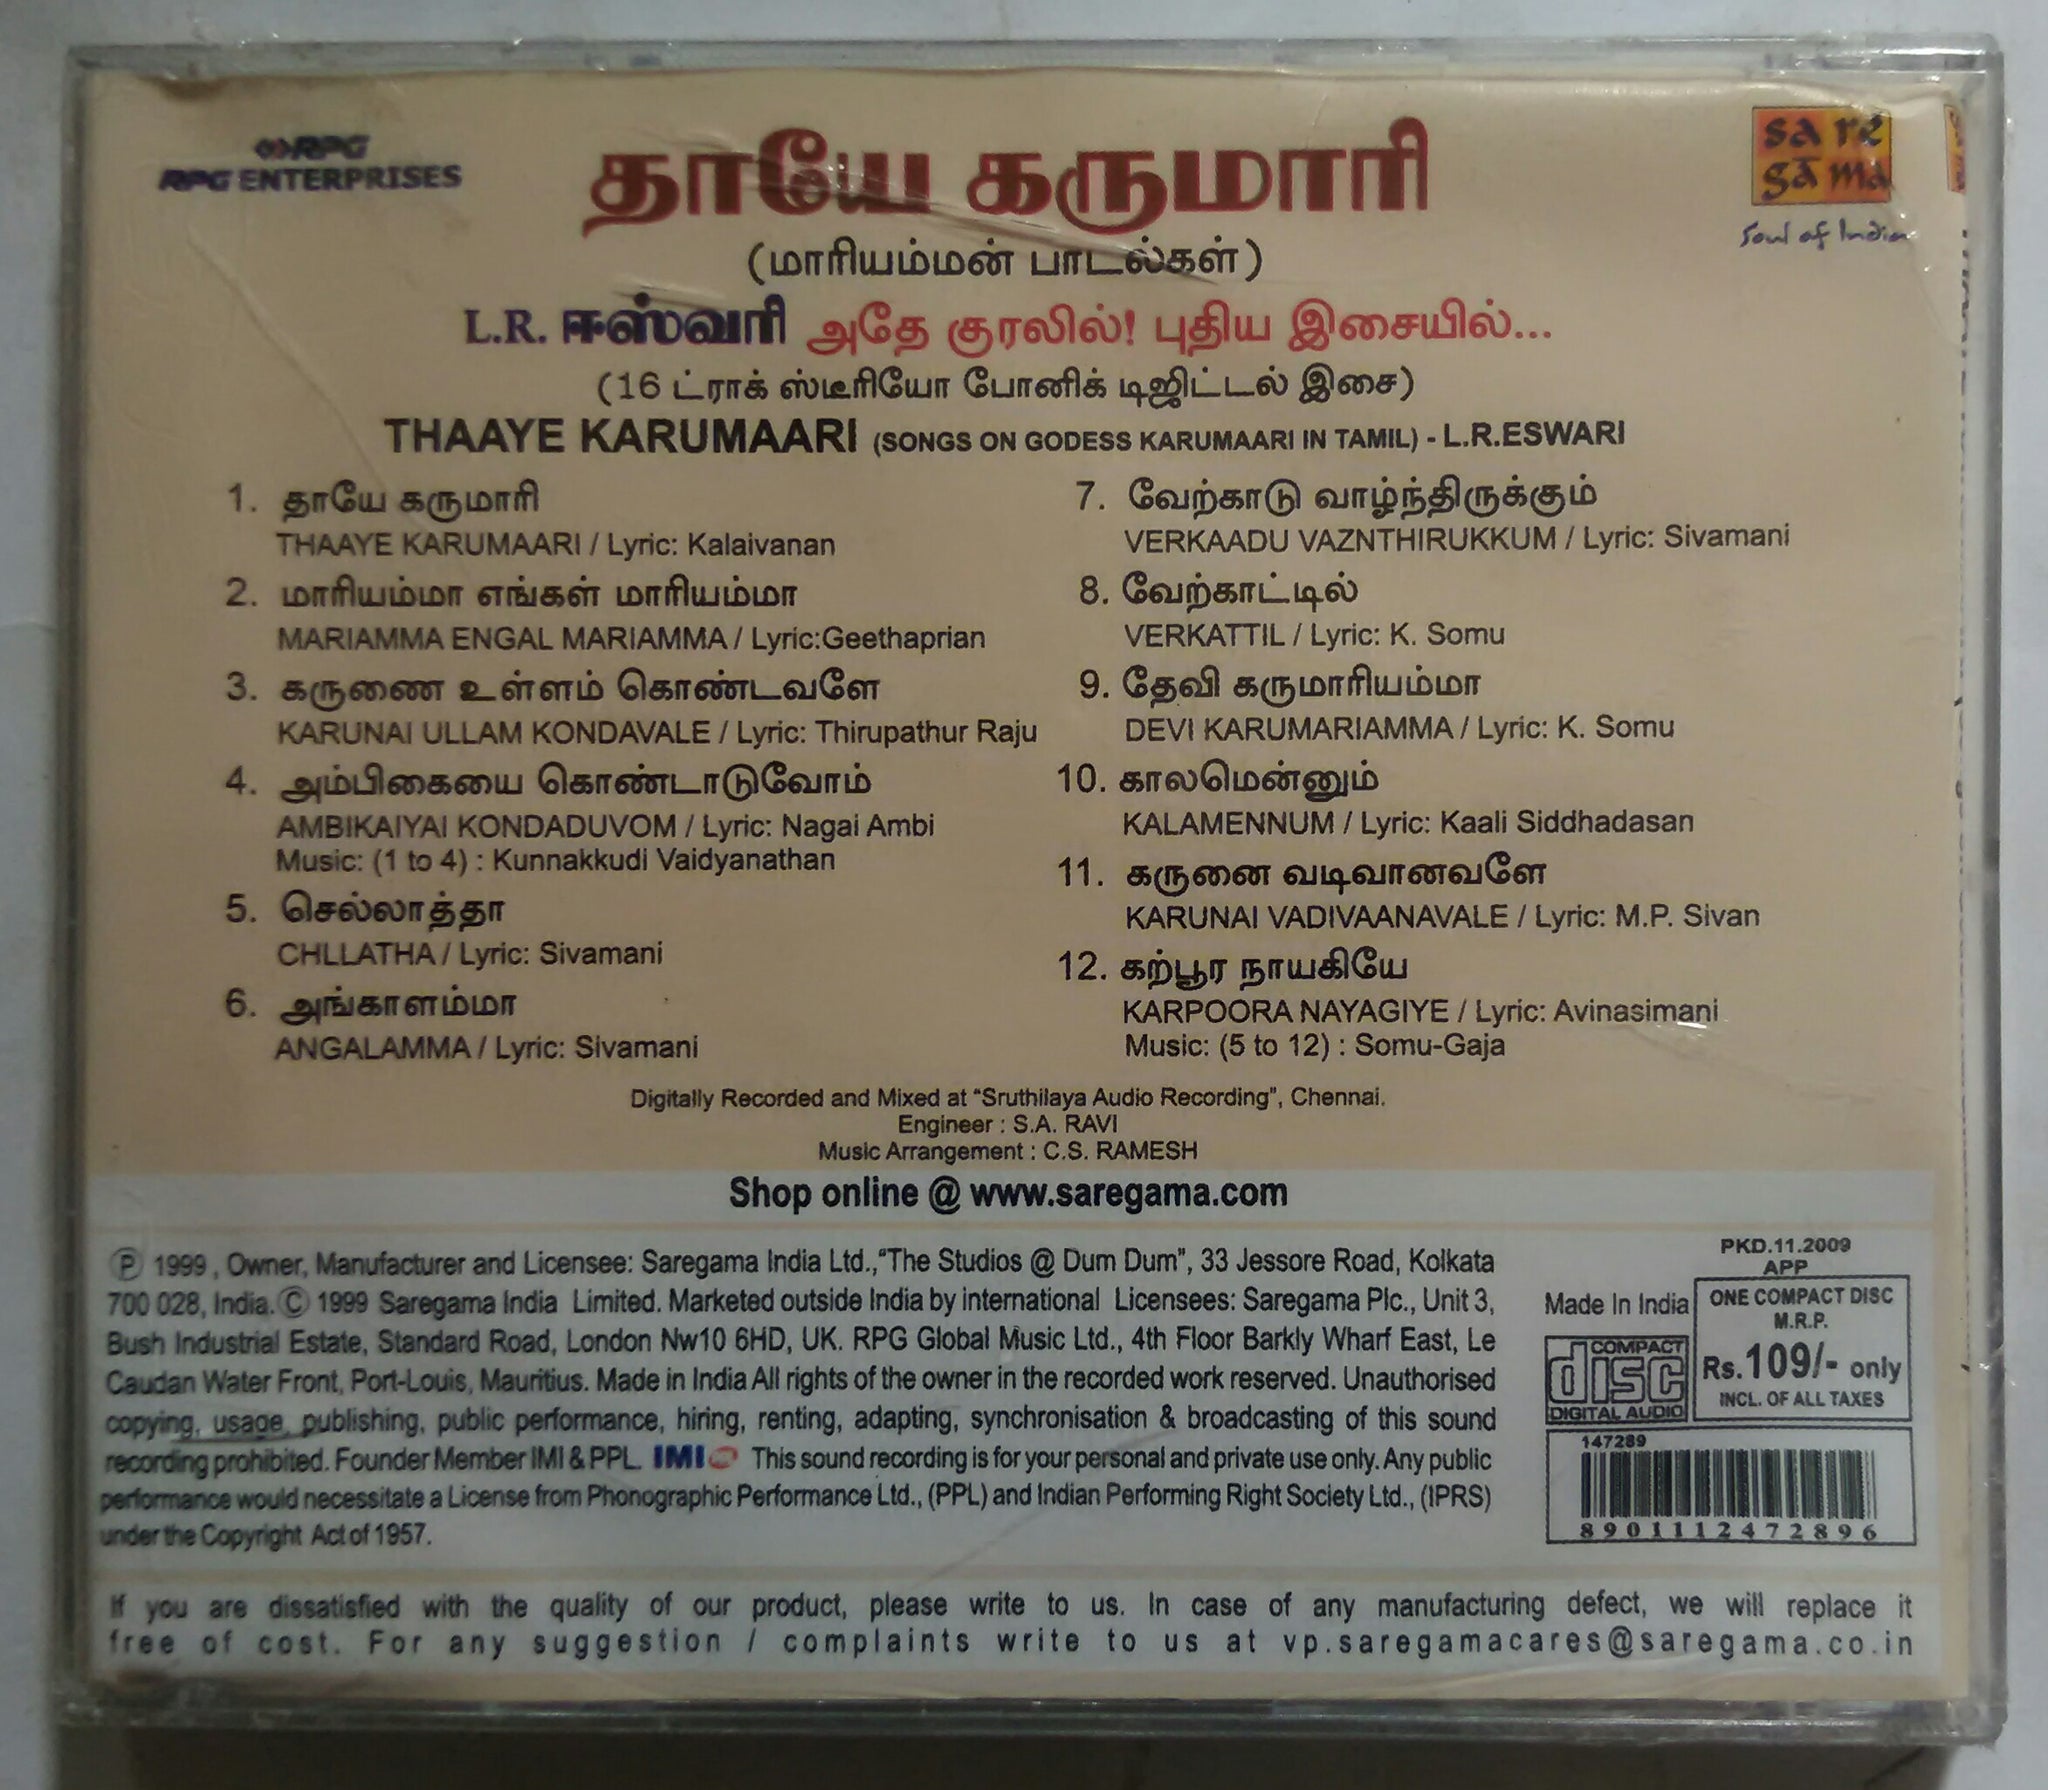 RPG
RPG ENTERPRISES
தாயே கருமாரி
sa re
ga ma
Soul of India
(மாரியம்மன் பாடல்கள்)
L.R. ஈஸ்வரி அதே குரலில்! புதிய இசையில்...
(16 ட்ராக் ஸ்டீரியோ போனிக் டிஜிட்டல் இசை)
THAAYE KARUMAARI (SONGS ON GODESS KARUMAARI IN TAMIL) - L.R.ESWARI
1. தாயே கருமாரி
THAAYE KARUMAARI / Lyric: Kalaivanan
2. மாரியம்மா எங்கள் மாரியம்மா
MARIAMMA ENGAL MARIAMMA / Lyric:Geethaprian
3. கருணை உள்ளம் கொண்டவளே
KARUNAI ULLAM KONDAVALE / Lyric: Thirupathur Raju
4. அம்பிகையை கொண்டாடுவோம்
AMBIKAIYAI KONDADUVOM / Lyric: Nagai Ambi
Music: (1 to 4) : Kunnakkudi Vaidyanathan
5. செல்லாத்தா
CHLLATHA / Lyric: Sivamani
6. அங்காளம்மா
ANGALAMMA / Lyric: Sivamani
7. வேற்காடு வாழ்ந்திருக்கும்
VERKAADU VAZNTHIRUKKUM / Lyric: Sivamani
8. வேற்காட்டில்
VERKATTIL / Lyric: K. Somu
9. தேவி கருமாரியம்மா
DEVI KARUMARIAMMA / Lyric: K. Somu
10. காலமென்னும்
KALAMENNUM / Lyric: Kaali Siddhadasan
11. கருனை வடிவானவளே
KARUNAI VADIVAANAVALE / Lyric: M.P. Sivan
12. கற்பூர நாயகியே
KARPOORA NAYAGIYE / Lyric: Avinasimani
Music: (5 to 12) : Somu-Gaja
Digitally Recorded and Mixed at “Sruthilaya Audio Recording”, Chennai.
Engineer : S.A. RAVI
Music Arrangement : C.S. RAMESH
Shop online @ www.saregama.com
Ⓟ 1999 , Owner, Manufacturer and Licensee: Saregama India Ltd.,“The Studios @ Dum Dum”, 33 Jessore Road, Kolkata
700 028, India. © 1999 Saregama India Limited. Marketed outside India by international Licensees: Saregama Plc., Unit 3,
Bush Industrial Estate, Standard Road, London Nw10 6HD, UK. RPG Global Music Ltd., 4th Floor Barkly Wharf East, Le
Caudan Water Front, Port-Louis, Mauritius. Made in India All rights of the owner in the recorded work reserved. Unauthorised
copying, usage, publishing, public performance, hiring, renting, adapting, synchronisation & broadcasting of this sound
recording prohibited. Founder Member IMI & PPL. IMI This sound recording is for your personal and private use only. Any public
performance would necessitate a License from Phonographic Performance Ltd., (PPL) and Indian Performing Right Society Ltd., (IPRS)
under the Copyright Act of 1957.
PKD.11.2009
APP
Made In India
ONE COMPACT DISC
M.R.P.
Rs.109/- only
INCL. OF ALL TAXES
COMPACT
disc
DIGITAL AUDIO
147289
8901112472896
If you are dissatisfied with the quality of our product, please write to us. In case of any manufacturing defect, we will replace it
free of cost. For any suggestion / complaints write to us at vp.saregamacares@saregama.co.in